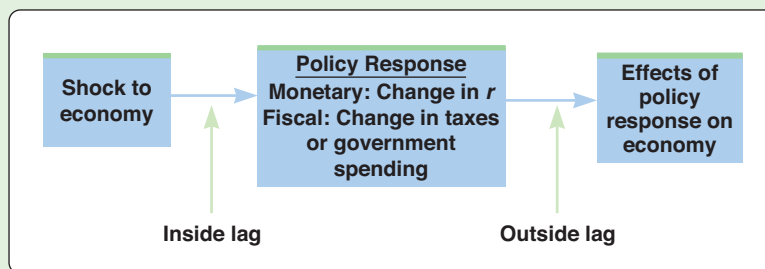 Shock to
economy
Policy Response
Monetary: Change in r
Fiscal: Change in taxes
or government
spending
Effects of
policy
response on
economy
Inside lag
Outside lag